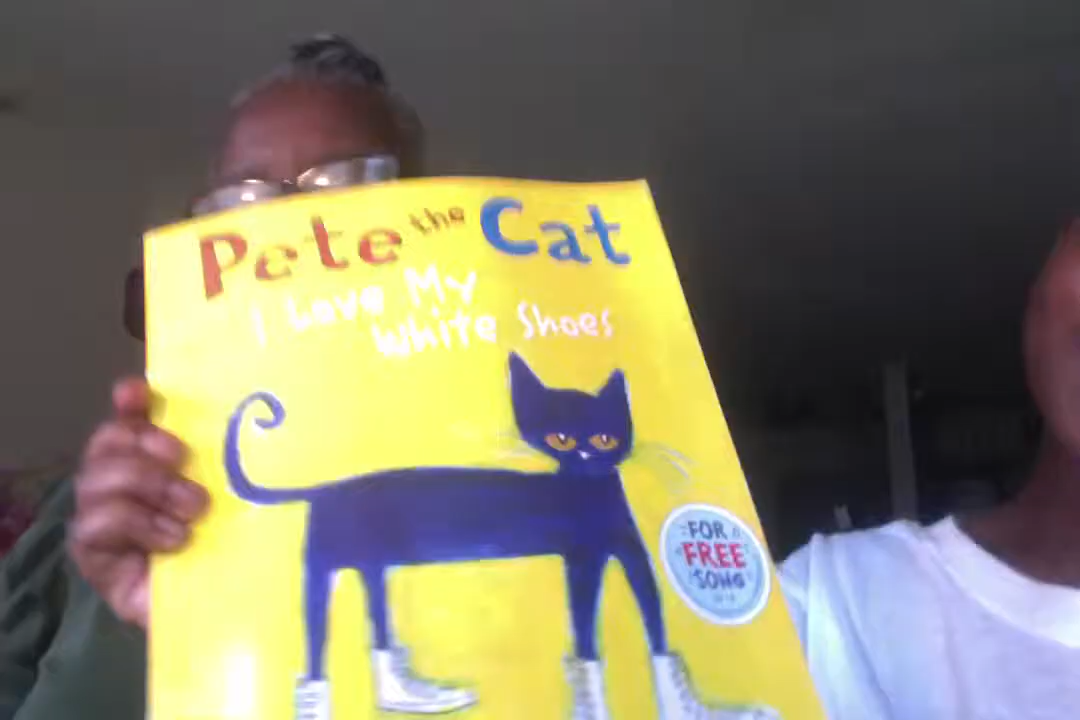 Pete the Cat
I Love My
White Shoes
FOR A
FREE
SONG